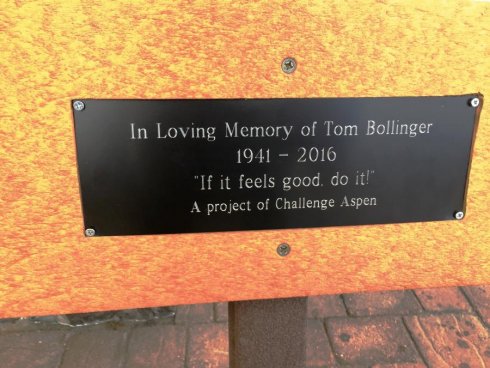 In Loving Memory of Tom Bollinger
1941 - 2016
"If it feels good, do it!"
A project of Challenge Aspen